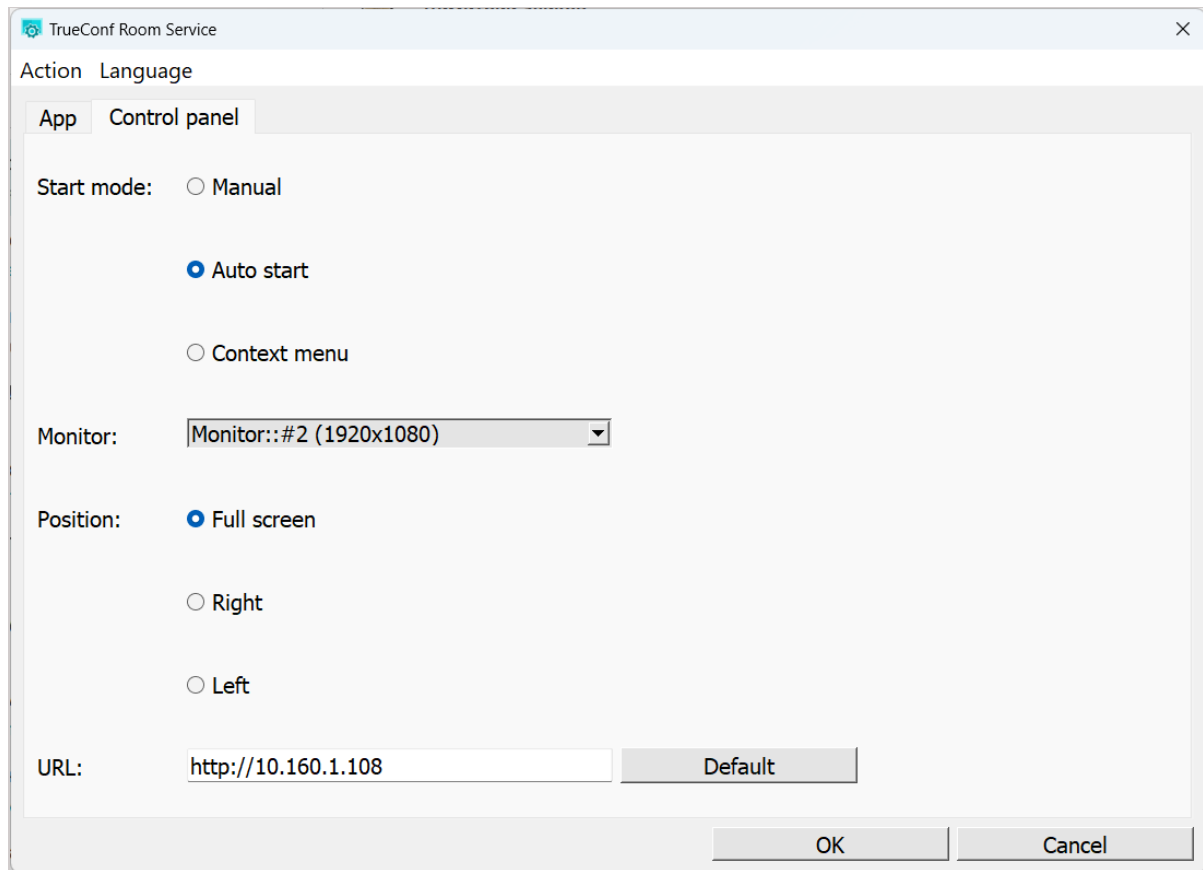 TrueConf Room Service
Action Language
App Control panel
Start mode: Manual
Auto start
Context menu
Monitor: Monitor::#2 (1920x1080)
Position: Full screen
Right
Left
URL: http://10.160.1.108 Default
OK Cancel